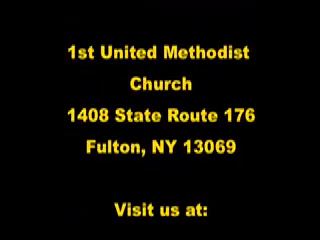 1st United Methodist
Church
1408 State Route 176
Fulton, NY 13069
Visit us at: